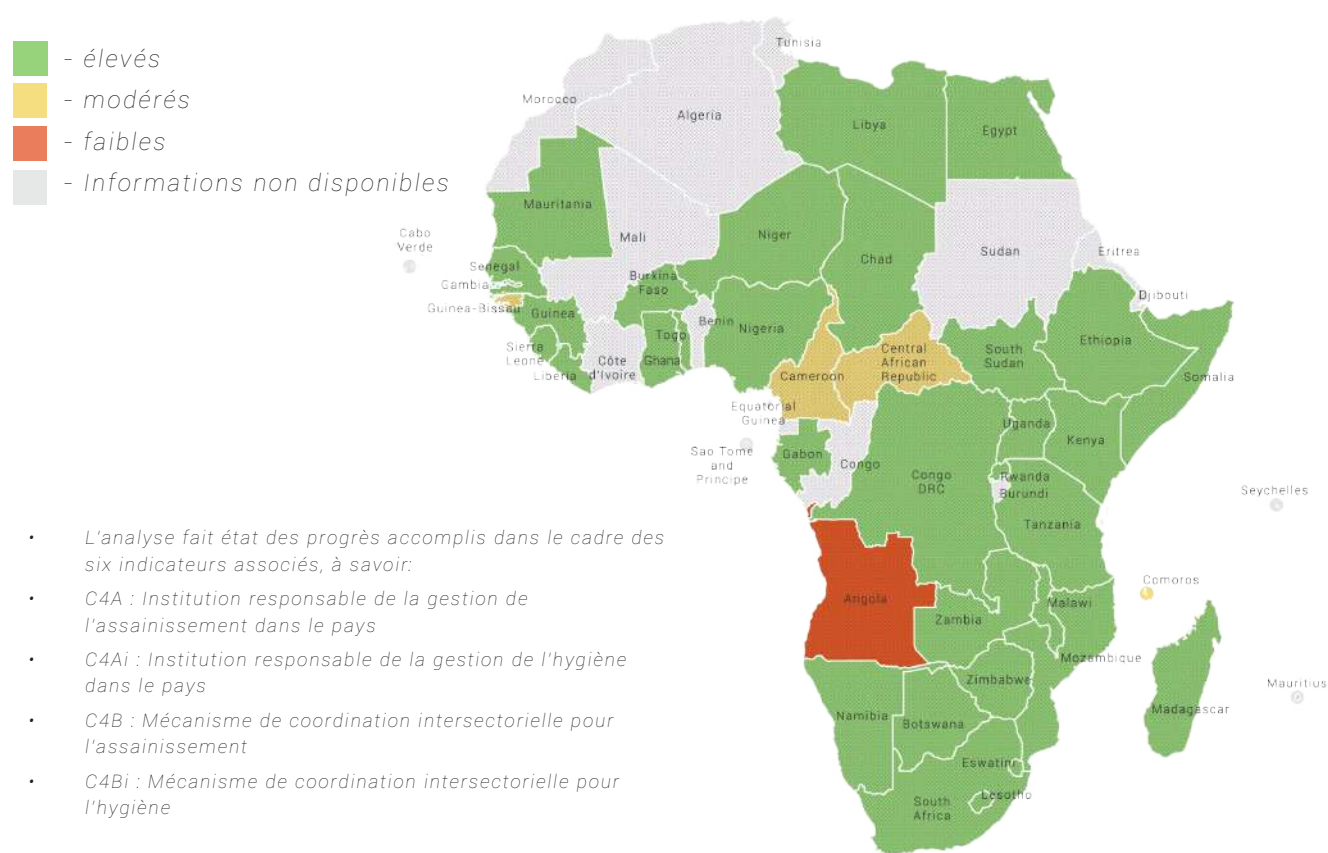 - élevés
- modérés
- faibles
- Informations non disponibles
Tunisia
Morocco
Algeria
Libya
Egypt
Mauritania
Mali
Niger
Chad
Sudan
Eritrea
Cabo
Verde
Senegal
Gambia
Guinea-Bissau
Guinea
Burkina
Faso
Djibouti
Sierra
Leone
Liberia
Côte
d'Ivoire
Ghana
Togo
Benin
Nigeria
Cameroon
Central
African
Republic
South
Sudan
Ethiopia
Somalia
Equatorial
Guinea
Sao Tome
and
Principe
Gabon
Congo
Congo
DRC
Uganda
Kenya
Rwanda
Burundi
Tanzania
Seychelles
Comoros
Angola
Zambia
Malawi
Mozambique
Zimbabwe
Mauritius
Madagascar
Namibia
Botswana
Eswatini
Lesotho
South
Africa
• L'analyse fait état des progrès accomplis dans le cadre des
six indicateurs associés, à savoir:
• C4A : Institution responsable de la gestion de
l'assainissement dans le pays
• C4Ai : Institution responsable de la gestion de l'hygiène
dans le pays
• C4B : Mécanisme de coordination intersectorielle pour
l'assainissement
• C4Bi : Mécanisme de coordination intersectorielle pour
l'hygiène